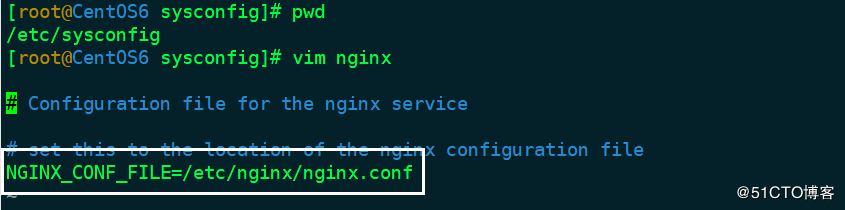 [root@CentOS6 sysconfig]# pwd
/etc/sysconfig
[root@CentOS6 sysconfig]# vim nginx
# Configuration file for the nginx service
# set this to the location of the nginx configuration file
NGINX_CONF_FILE=/etc/nginx/nginx.conf
~
@51CTO博客